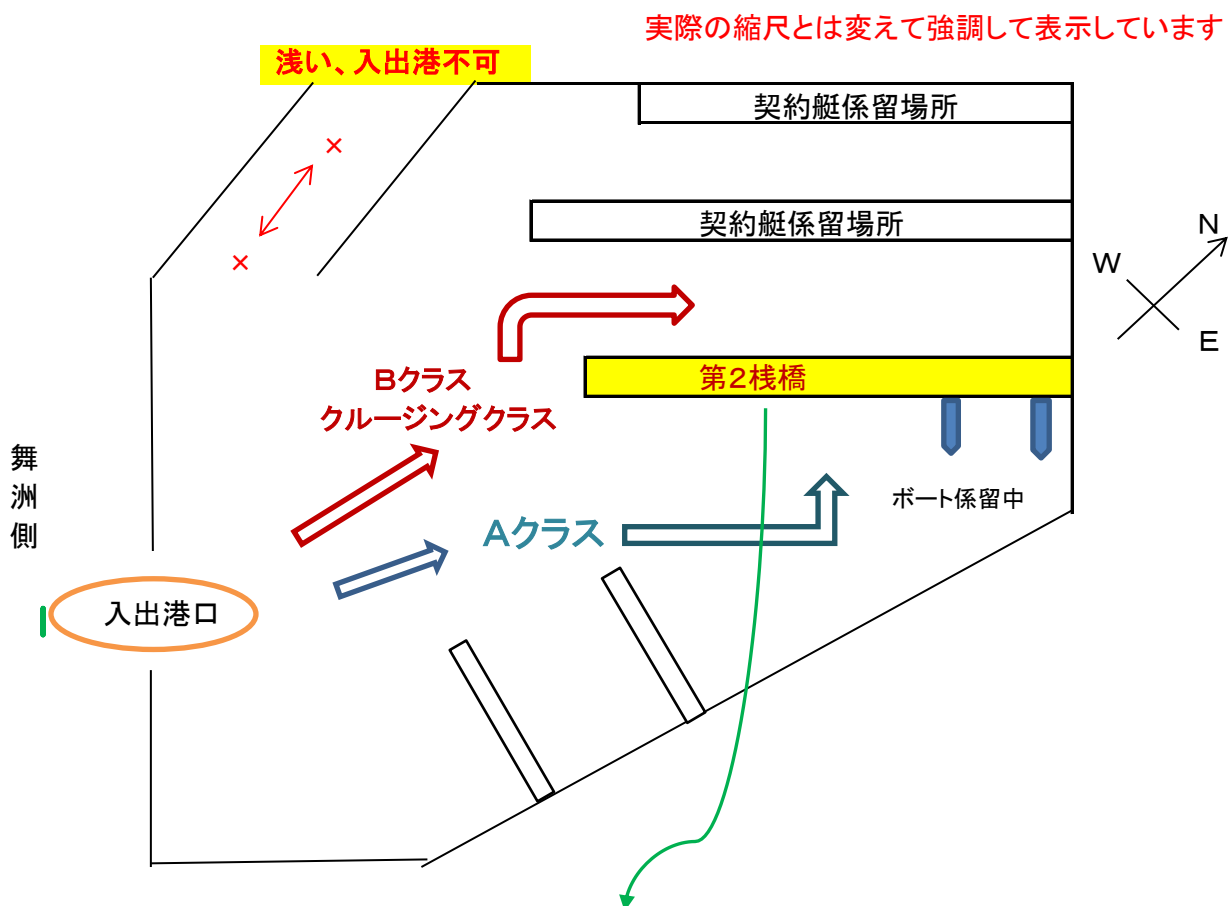 実際の縮尺とは変えて強調して表示しています
浅い、入出港不可
契約艇係留場所
×
契約艇係留場所
N
W
×
E
第2桟橋
Bクラス
クルージングクラス
舞洲側
ボート係留中
Aクラス
入出港口